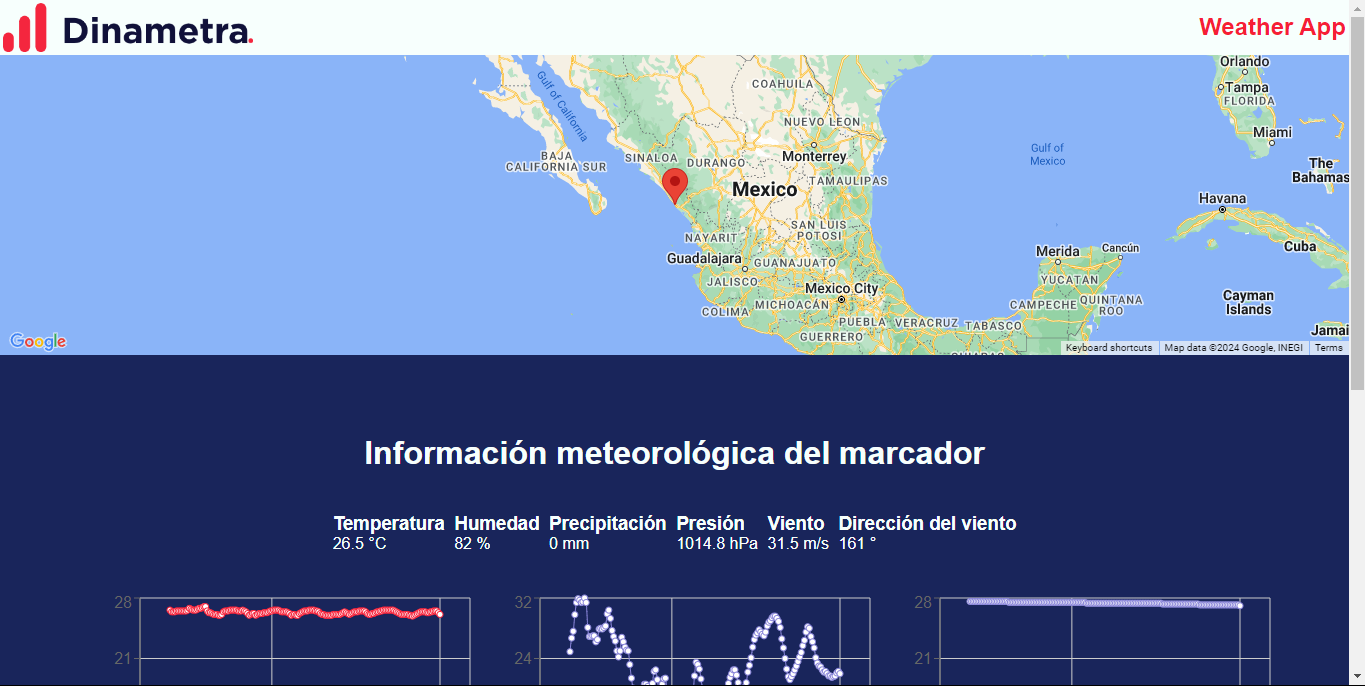 Dinametra.
Weather App
Orlando
Tampa
FLORIDA
Miami
The
Bahamas
Gulf of California
COAHUILA
NUEVO LEON
Monterrey
BAJA
CALIFORNIA SUR
SINALOA
DURANGO
TAMAULIPAS
Mexico
Gulf of
Mexico
Havana
Cuba
NAYARIT
SAN LUIS
POTOSI
Guadalajara
GUANAJUATO
JALISCO
Mexico City
COLIMA
MICHOACÁN
PUEBLA
VERACRUZ
TABASCO
GUERRERO
CHIAPAS
Merida
Cancún
YUCATAN
CAMPECHE
QUINTANA
ROO
Cayman
Islands
Jamai
Google
Keyboard shortcuts
Map data ©2024 Google, INEGI
Terms
Información meteorológica del marcador
Temperatura Humedad Precipitación Presión Viento Dirección del viento
26.5 °C 82 % 0 mm 1014.8 hPa 31.5 m/s 161 °
28 32 28
21 24 21